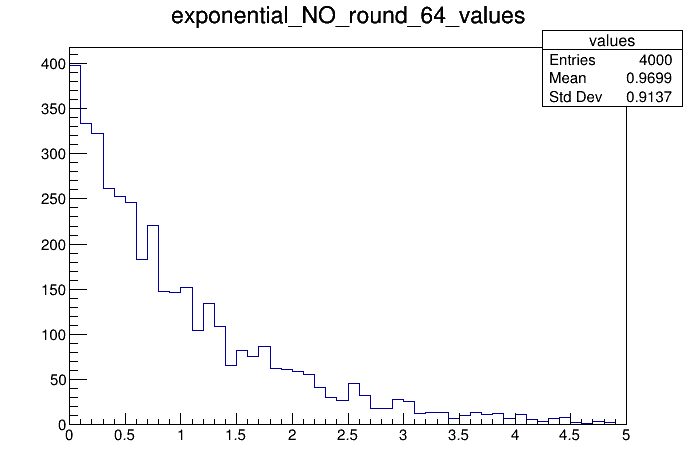 exponential_NO_round_64_values
values
Entries 4000
Mean 0.9699
Std Dev 0.9137
400
350
300
250
200
150
100
50
0
0 0.5 1 1.5 2 2.5 3 3.5 4 4.5 5